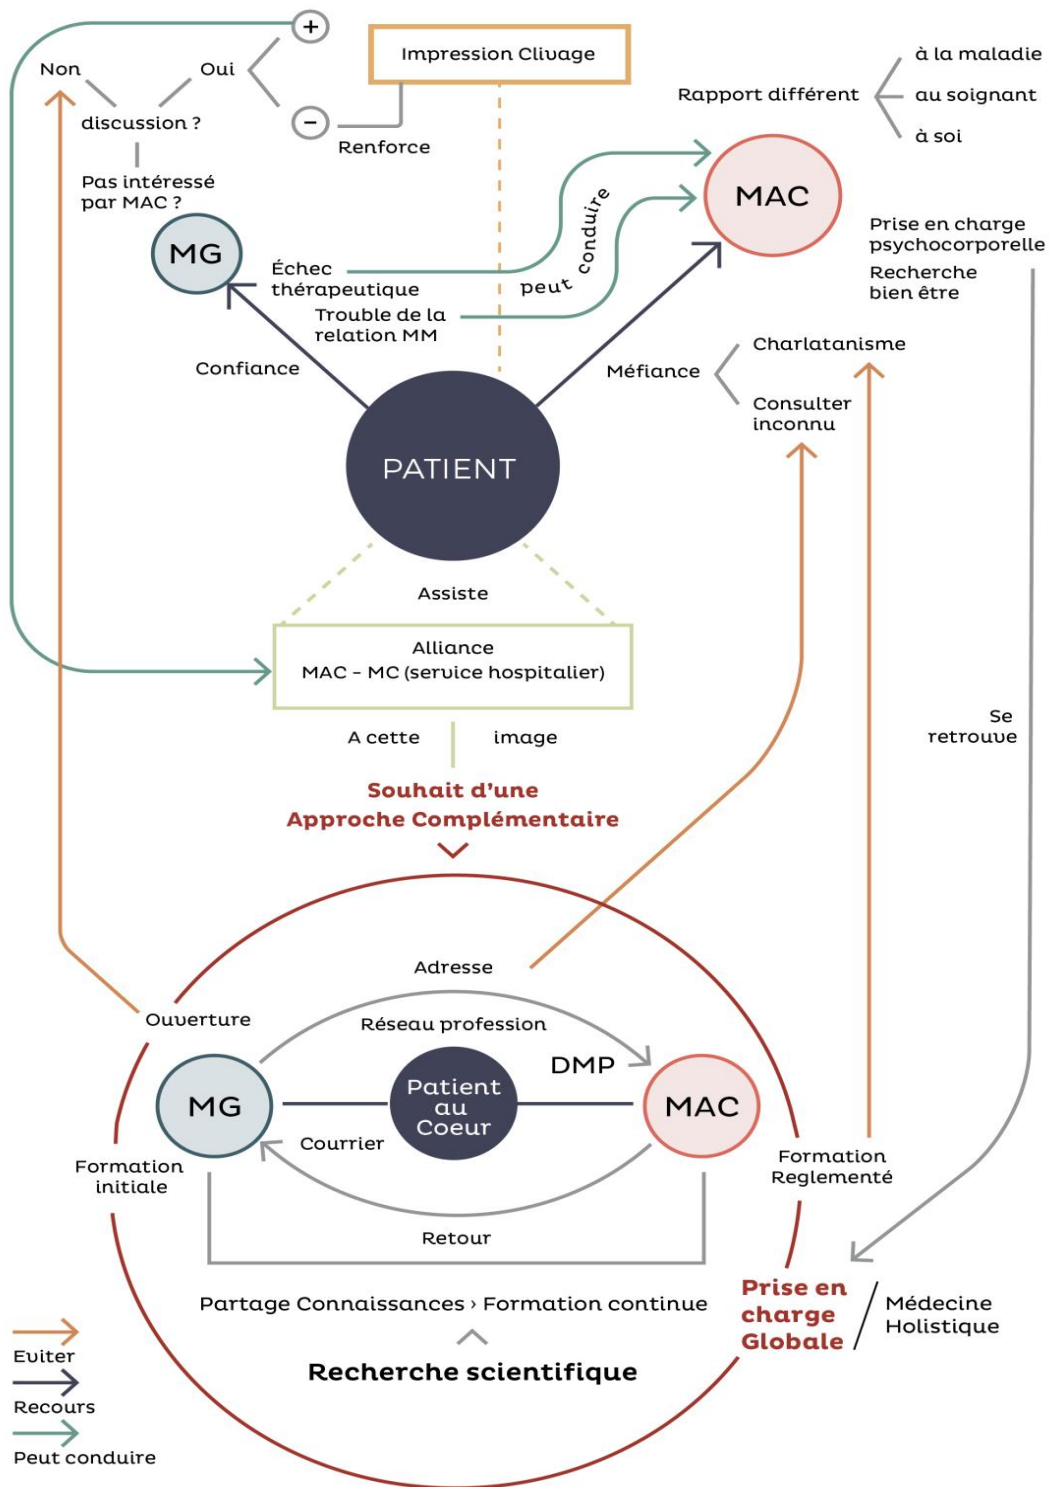 +
Non
Oui
discussion ?
−
Renforce
Pas intéressé
par MAC ?
Impression Clivage
Rapport différent
à la maladie
au soignant
à soi
MG
MAC
Échec
thérapeutique
Trouble de la
relation MM
peut conduire
Prise en charge
psychocorporelle
Recherche
bien être
Confiance
Méfiance
Charlatanisme
Consulter
inconnu
PATIENT
Assiste
Alliance
MAC - MC (service hospitalier)
A cette image
Se
retrouve
Souhait d'une
Approche Complémentaire
Adresse
Ouverture
Réseau profession
DMP
MG
Patient
au
Coeur
MAC
Courrier
Formation
initiale
Formation
Reglementé
Retour
Partage Connaissances › Formation continue
Recherche scientifique
Prise en
charge
Globale
/
Médecine
Holistique
Eviter
Recours
Peut conduire